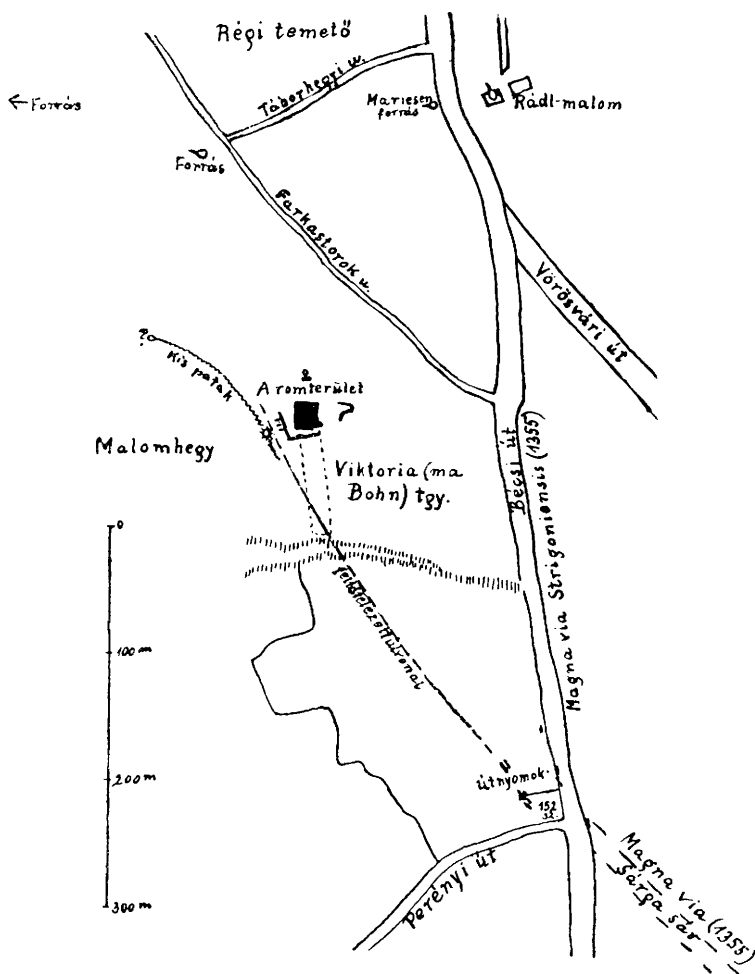 Régi temető
Táborhegyi u.
← Forrás
Mariesen
forrás
Rádl-malom
Forrás
Farkastorok u.
Vörösvári út
?
Kis patak
A romterület
Malomhegy
Viktoria (ma
Bohn) tgy.
Bécsi út
Magna via Strigoniensis (1355)
0
feltételezett útvonal
100 m
200 m
útnyomok
152
sz.
Magna via (1355)
Sárga sár
Perényi út
300 m